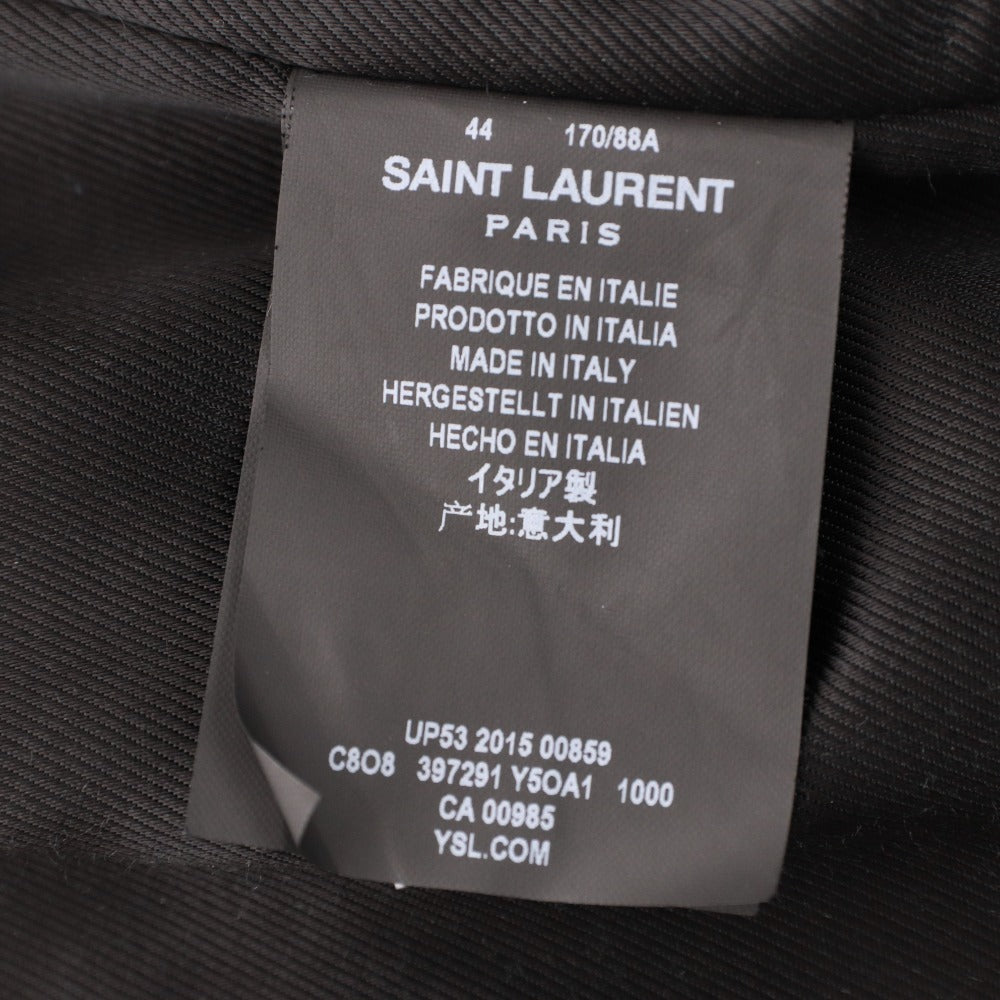 44 170/88A
SAINT LAURENT
PARIS
FABRIQUE EN ITALIE
PRODOTTO IN ITALIA
MADE IN ITALY
HERGESTELLT IN ITALIEN
HECHO EN ITALIA
イタリア製
产地:意大利
UP53 2015 00859
C8O8 397291 Y5OA1 1000
CA 00985
YSL.COM